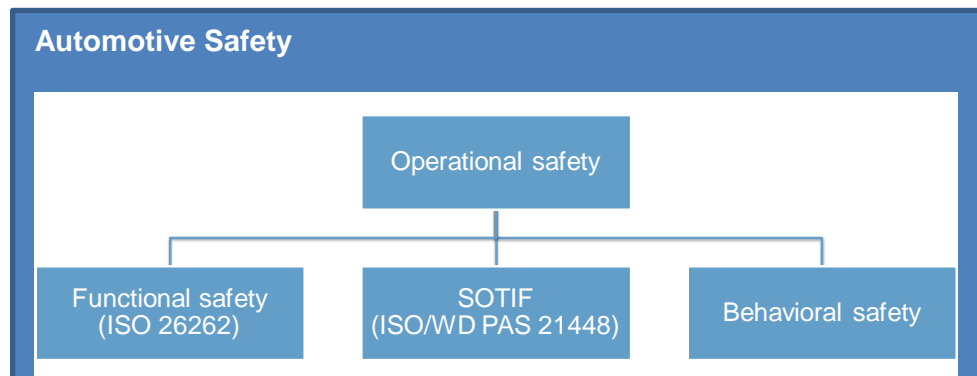 Automotive Safety
Operational safety
Functional safety
(ISO 26262)
SOTIF
(ISO/WD PAS 21448)
Behavioral safety